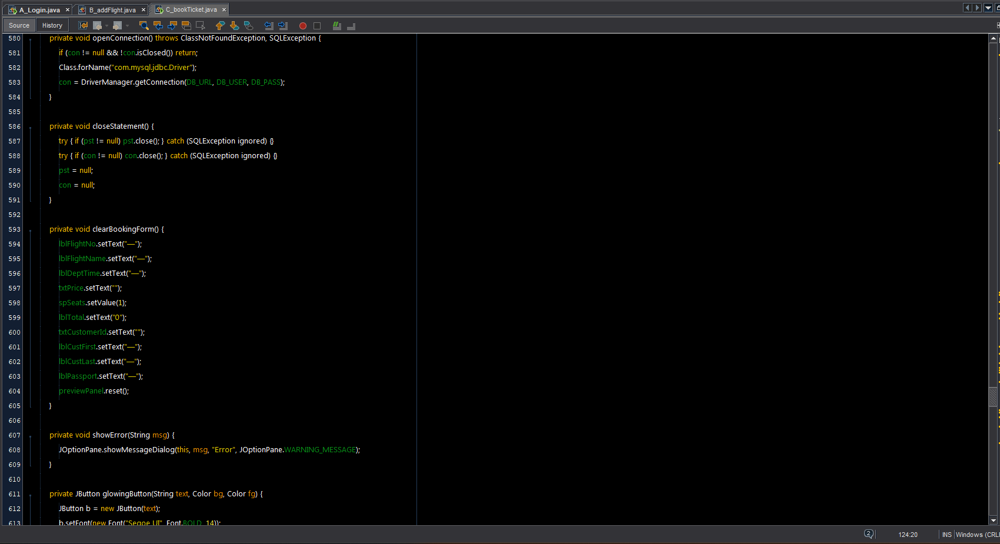 A_Login.java × B_addFlight.java × C_bookTicket.java ×
Source History
580 private void openConnection() throws ClassNotFoundException, SQLException {
581 if (con != null && !con.isClosed()) return;
582 Class.forName("com.mysql.jdbc.Driver");
583 con = DriverManager.getConnection(DB_URL, DB_USER, DB_PASS);
584 }
585
586 private void closeStatement() {
587 try { if (pst != null) pst.close(); } catch (SQLException ignored) {}
588 try { if (con != null) con.close(); } catch (SQLException ignored) {}
589 pst = null;
590 con = null;
591 }
592
593 private void clearBookingForm() {
594 lblFlightNo.setText("—");
595 lblFlightName.setText("—");
596 lblDeptTime.setText("—");
597 txtPrice.setText("");
598 spSeats.setValue(1);
599 lblTotal.setText("0");
600 txtCustomerId.setText("");
601 lblCustFirst.setText("—");
602 lblCustLast.setText("—");
603 lblPassport.setText("—");
604 previewPanel.reset();
605 }
606
607 private void showError(String msg) {
608 JOptionPane.showMessageDialog(this, msg, "Error", JOptionPane.WARNING_MESSAGE);
609 }
610
611 private JButton glowingButton(String text, Color bg, Color fg) {
612 JButton b = new JButton(text);
613 b.setFont(new Font("Segoe UI", Font.BOLD, 14));
2 124:20 INS Windows (CRL